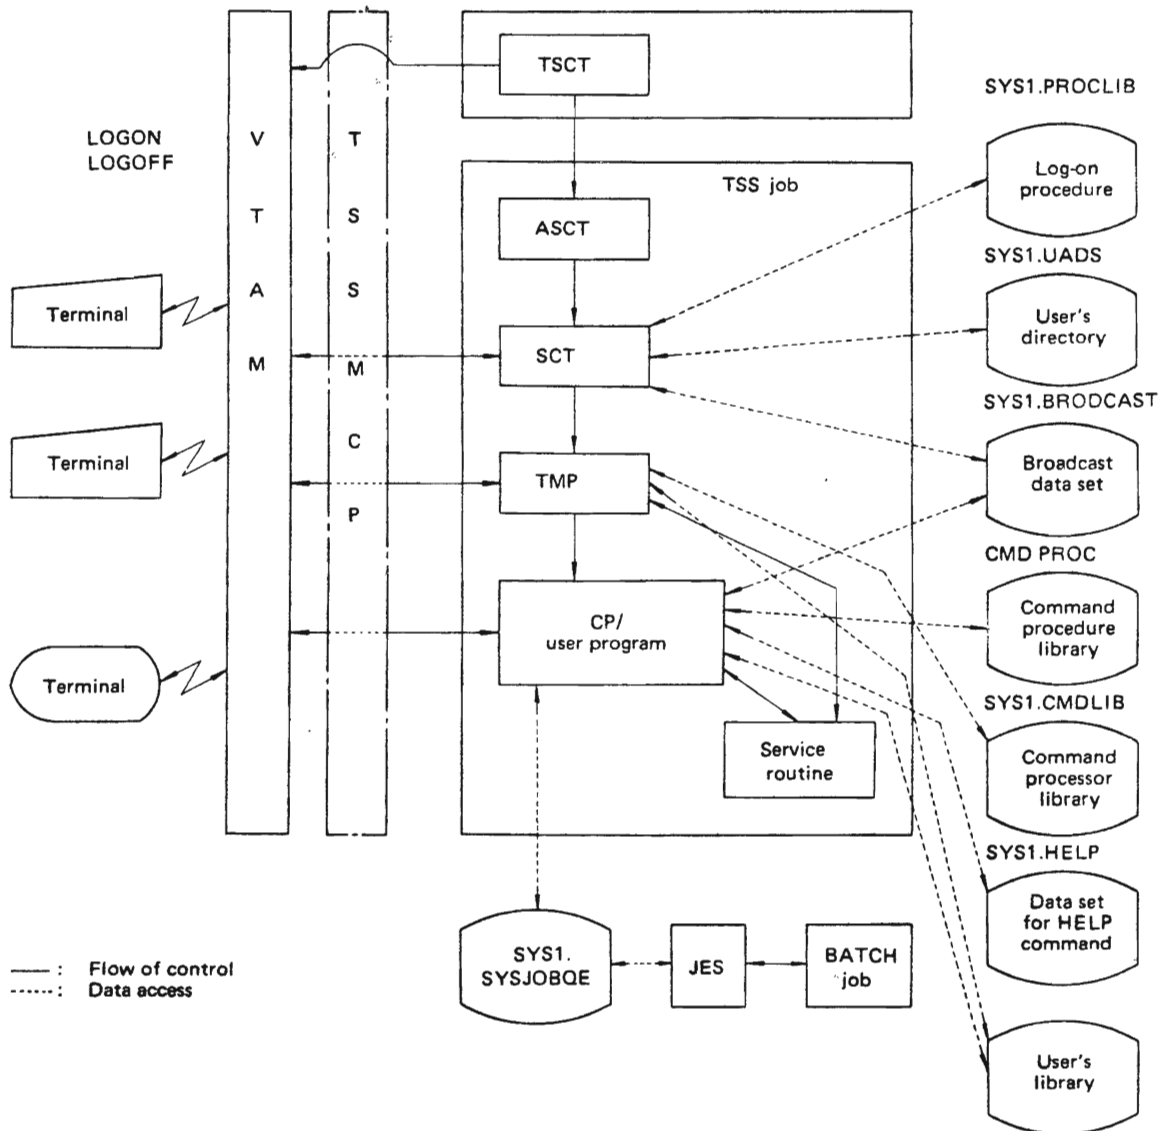 TSCT
SYS1.PROCLIB
LOGON
LOGOFF
V
T
A
M
T
S
S
M
C
P
TSS job
Log-on
procedure
ASCT
SYS1.UADS
Terminal
User's
directory
SCT
SYS1.BRODCAST
Terminal
TMP
Broadcast
data set
CMD PROC
CP/
user program
Command
procedure
library
Terminal
SYS1.CMDLIB
Service
routine
Command
processor
library
SYS1.HELP
Data set
for HELP
command
SYS1.
SYSJOBQE
JES
BATCH
job
——— : Flow of control
------ : Data access
User's
library